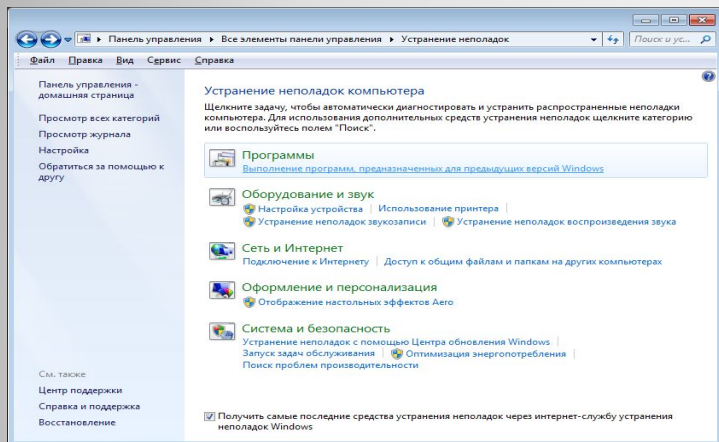 Панель управления ▸ Все элементы панели управления ▸ Устранение неполадок
Поиск и ус...
Файл Правка Вид Сервис Справка
Панель управления -
домашняя страница
Просмотр всех категорий
Просмотр журнала
Настройка
Обратиться за помощью к
другу
Устранение неполадок компьютера
Щелкните задачу, чтобы автоматически диагностировать и устранить распространенные неполадки
компьютера. Для использования дополнительных средств устранения неполадок щелкните категорию
или воспользуйтесь полем "Поиск".
Программы
Выполнение программ, предназначенных для предыдущих версий Windows
Оборудование и звук
Настройка устройства | Использование принтера |
Устранение неполадок звукозаписи | Устранение неполадок воспроизведения звука
Сеть и Интернет
Подключение к Интернету | Доступ к общим файлам и папкам на других компьютерах
Оформление и персонализация
Отображение настольных эффектов Aero
Система и безопасность
Устранение неполадок с помощью Центра обновления Windows |
Запуск задач обслуживания | Оптимизация энергопотребления |
Поиск проблем производительности
См. также
Центр поддержки
Справка и поддержка
Восстановление
Получить самые последние средства устранения неполадок через интернет-службу устранения
неполадок Windows